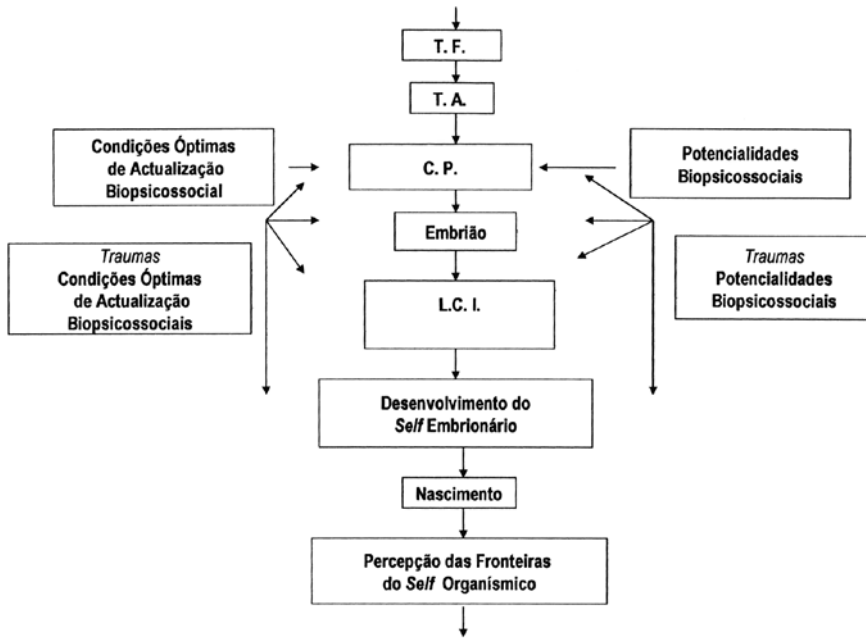 T. F.
T. A.
Condições Óptimas
de Actualização
Biopsicossocial
C. P.
Potencialidades
Biopsicossociais
Embrião
Traumas
Condições Óptimas
de Actualização
Biopsicossociais
Traumas
Potencialidades
Biopsicossociais
L.C. I.
Desenvolvimento do
Self Embrionário
Nascimento
Percepção das Fronteiras
do Self Organísmico